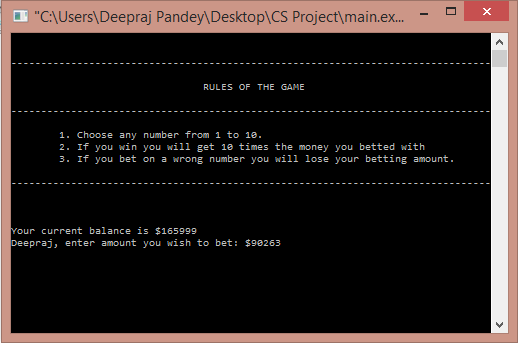 "C:\Users\Deepraj Pandey\Desktop\CS Project\main.ex...
RULES OF THE GAME
1. Choose any number from 1 to 10.
2. If you win you will get 10 times the money you betted with
3. If you bet on a wrong number you will lose your betting amount.
Your current balance is $165999
Deepraj, enter amount you wish to bet: $90263